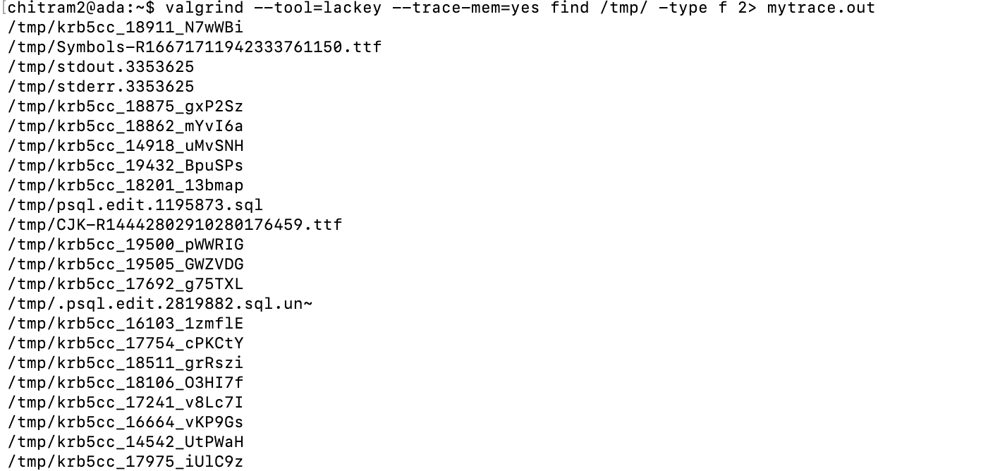 [chitram2@ada:~$ valgrind --tool=lackey --trace-mem=yes find /tmp/ -type f 2> mytrace.out
/tmp/krb5cc_18911_N7wWBi
/tmp/Symbols-R16671711942333761150.ttf
/tmp/stdout.3353625
/tmp/stderr.3353625
/tmp/krb5cc_18875_gxP2Sz
/tmp/krb5cc_18862_mYvI6a
/tmp/krb5cc_14918_uMvSNH
/tmp/krb5cc_19432_BpuSPs
/tmp/krb5cc_18201_13bmap
/tmp/psql.edit.1195873.sql
/tmp/CJK-R14442802910280176459.ttf
/tmp/krb5cc_19500_pWWRIG
/tmp/krb5cc_19505_GWZVDG
/tmp/krb5cc_17692_g75TXL
/tmp/.psql.edit.2819882.sql.un~
/tmp/krb5cc_16103_1zmflE
/tmp/krb5cc_17754_cPKCtY
/tmp/krb5cc_18511_grRszi
/tmp/krb5cc_18106_O3HI7f
/tmp/krb5cc_17241_v8Lc7I
/tmp/krb5cc_16664_vKP9Gs
/tmp/krb5cc_14542_UtPWaH
/tmp/krb5cc_17975_iUlC9z